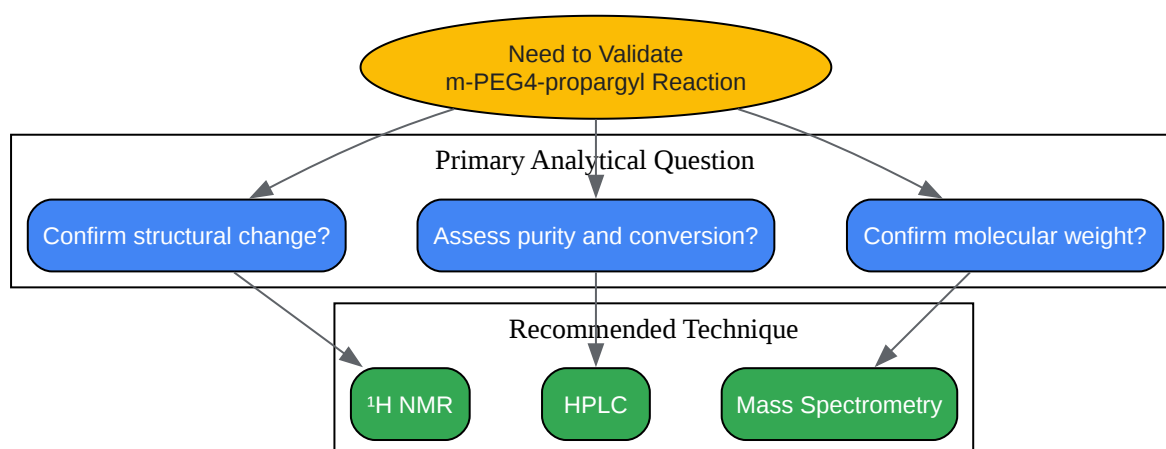 Need to Validate
m-PEG4-propargyl Reaction
Primary Analytical Question
Confirm structural change?
Assess purity and conversion?
Confirm molecular weight?
Recommended Technique
¹H NMR
HPLC
Mass Spectrometry